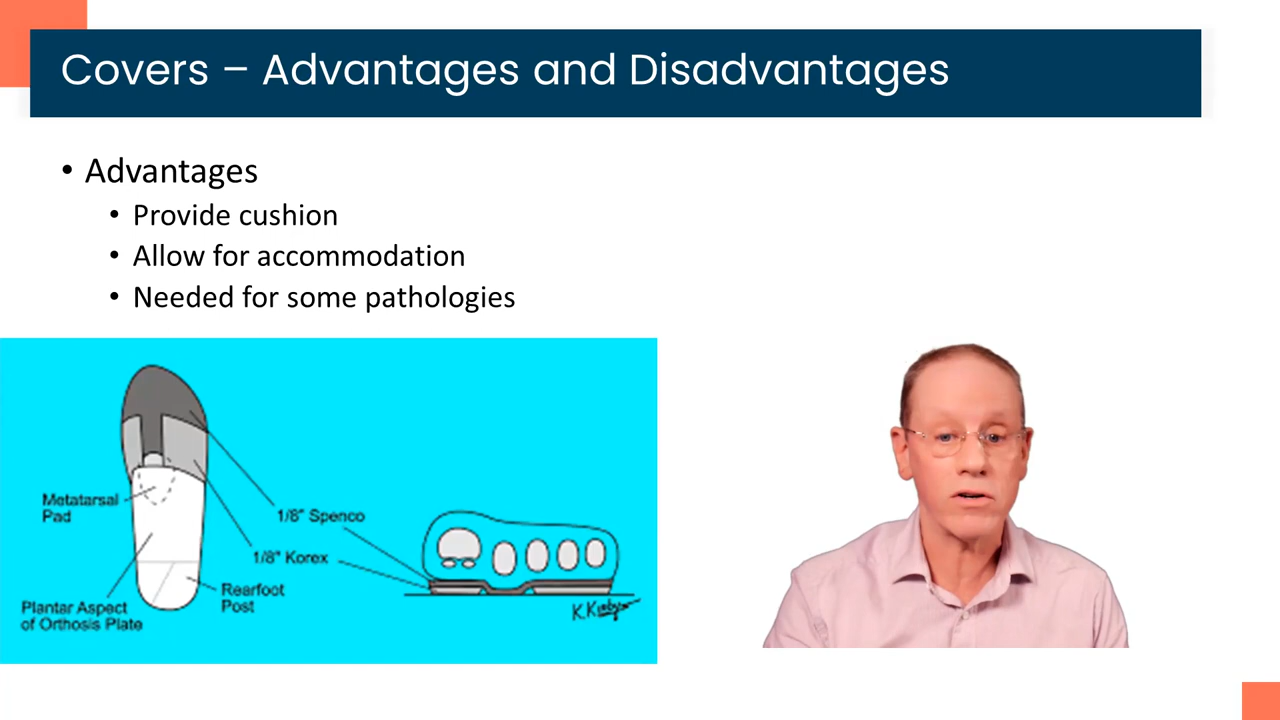 Covers – Advantages and Disadvantages
• Advantages
• Provide cushion
• Allow for accommodation
• Needed for some pathologies
Metatarsal
Pad
1/8" Spenco
1/8" Korex
Rearfoot
Post
Plantar Aspect
of Orthosis Plate
K.Kirby